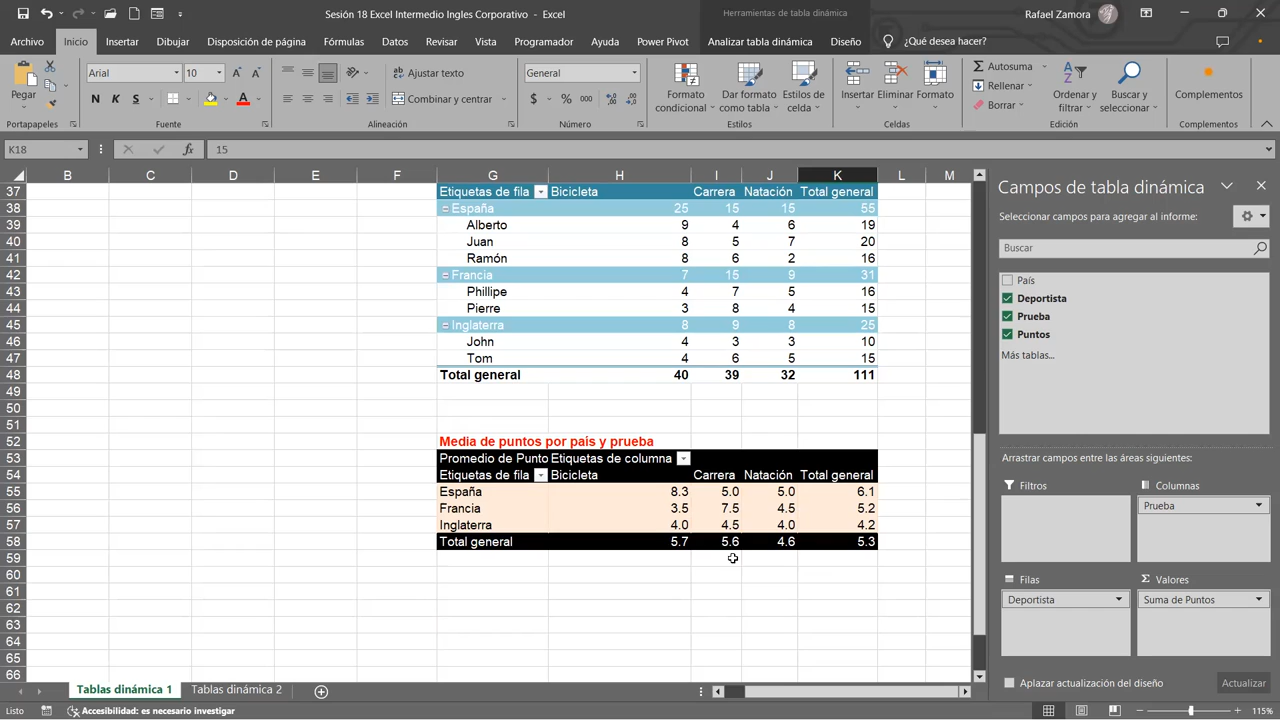 Sesión 18 Excel Intermedio Ingles Corporativo - Excel
Herramientas de tabla dinámica
Rafael Zamora
Archivo Inicio Insertar Dibujar Disposición de página Fórmulas Datos Revisar Vista Programador Ayuda Power Pivot Analizar tabla dinámica Diseño ¿Qué desea hacer?
Pegar
Arial 10
N K S
Ajustar texto
Combinar y centrar
General
$ % 000
Formato condicional
Dar formato como tabla
Estilos de celda
Insertar Eliminar Formato
Autosuma
Rellenar
Borrar
Ordenar y filtrar
Buscar y seleccionar
Complementos
Portapapeles Fuente Alineación Número Estilos Celdas Edición Complementos
K18 fx 15
B C D E F G H I J K L M
37 Etiquetas de fila Bicicleta Carrera Natación Total general
38 España 25 15 15 55
39 Alberto 9 4 6 19
40 Juan 8 5 7 20
41 Ramón 8 6 2 16
42 Francia 7 15 9 31
43 Phillipe 4 7 5 16
44 Pierre 3 8 4 15
45 Inglaterra 8 9 8 25
46 John 4 3 3 10
47 Tom 4 6 5 15
48 Total general 40 39 32 111
49
50
51
52 Media de puntos por país y prueba
53 Promedio de Punto Etiquetas de columna
54 Etiquetas de fila Bicicleta Carrera Natación Total general
55 España 8.3 5.0 5.0 6.1
56 Francia 3.5 7.5 4.5 5.2
57 Inglaterra 4.0 4.5 4.0 4.2
58 Total general 5.7 5.6 4.6 5.3
59
60
61
62
63
64
65
66
Campos de tabla dinámica
Seleccionar campos para agregar al informe:
Buscar
País
Deportista
Prueba
Puntos
Más tablas...
Arrastrar campos entre las áreas siguientes:
Filtros
Columnas
Prueba
Filas
Deportista
Σ Valores
Suma de Puntos
Aplazar actualización del diseño
Actualizar
Tablas dinámica 1 Tablas dinámica 2
Listo Accesibilidad: es necesario investigar 115%